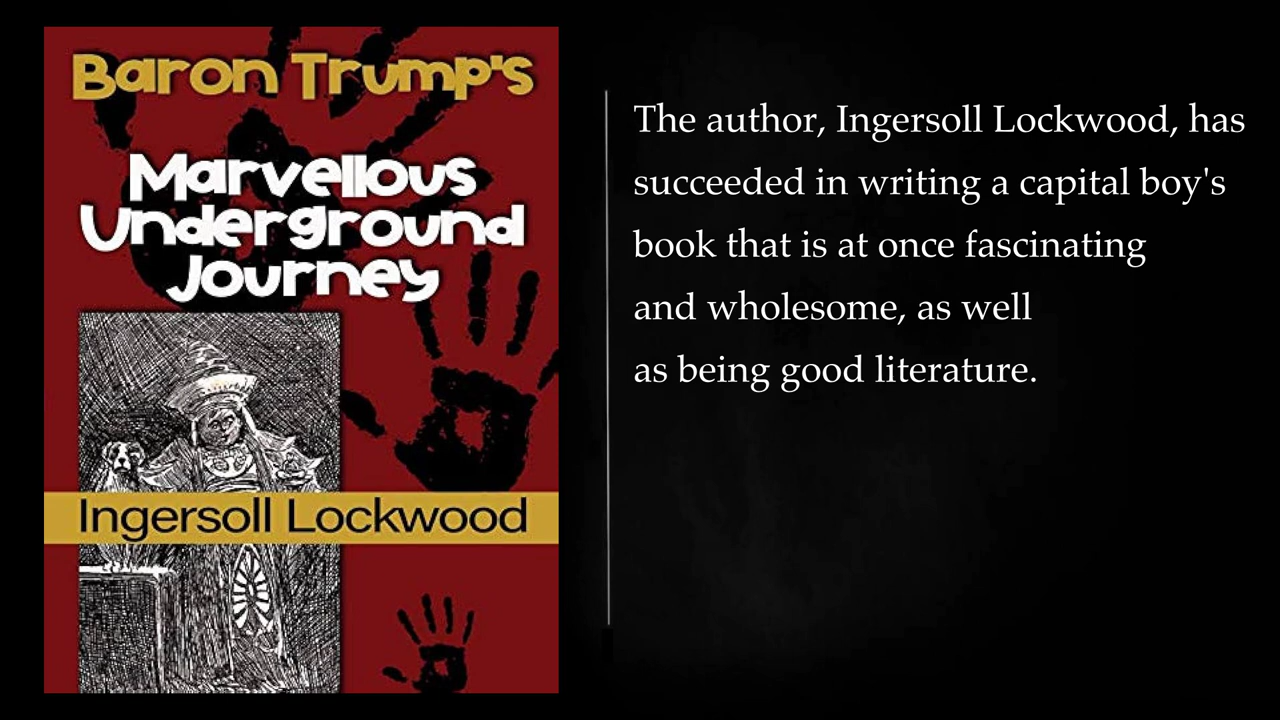 Baron Trump's
Marvellous
Underground
Journey
Ingersoll Lockwood
The author, Ingersoll Lockwood, has
succeeded in writing a capital boy's
book that is at once fascinating
and wholesome, as well
as being good literature.